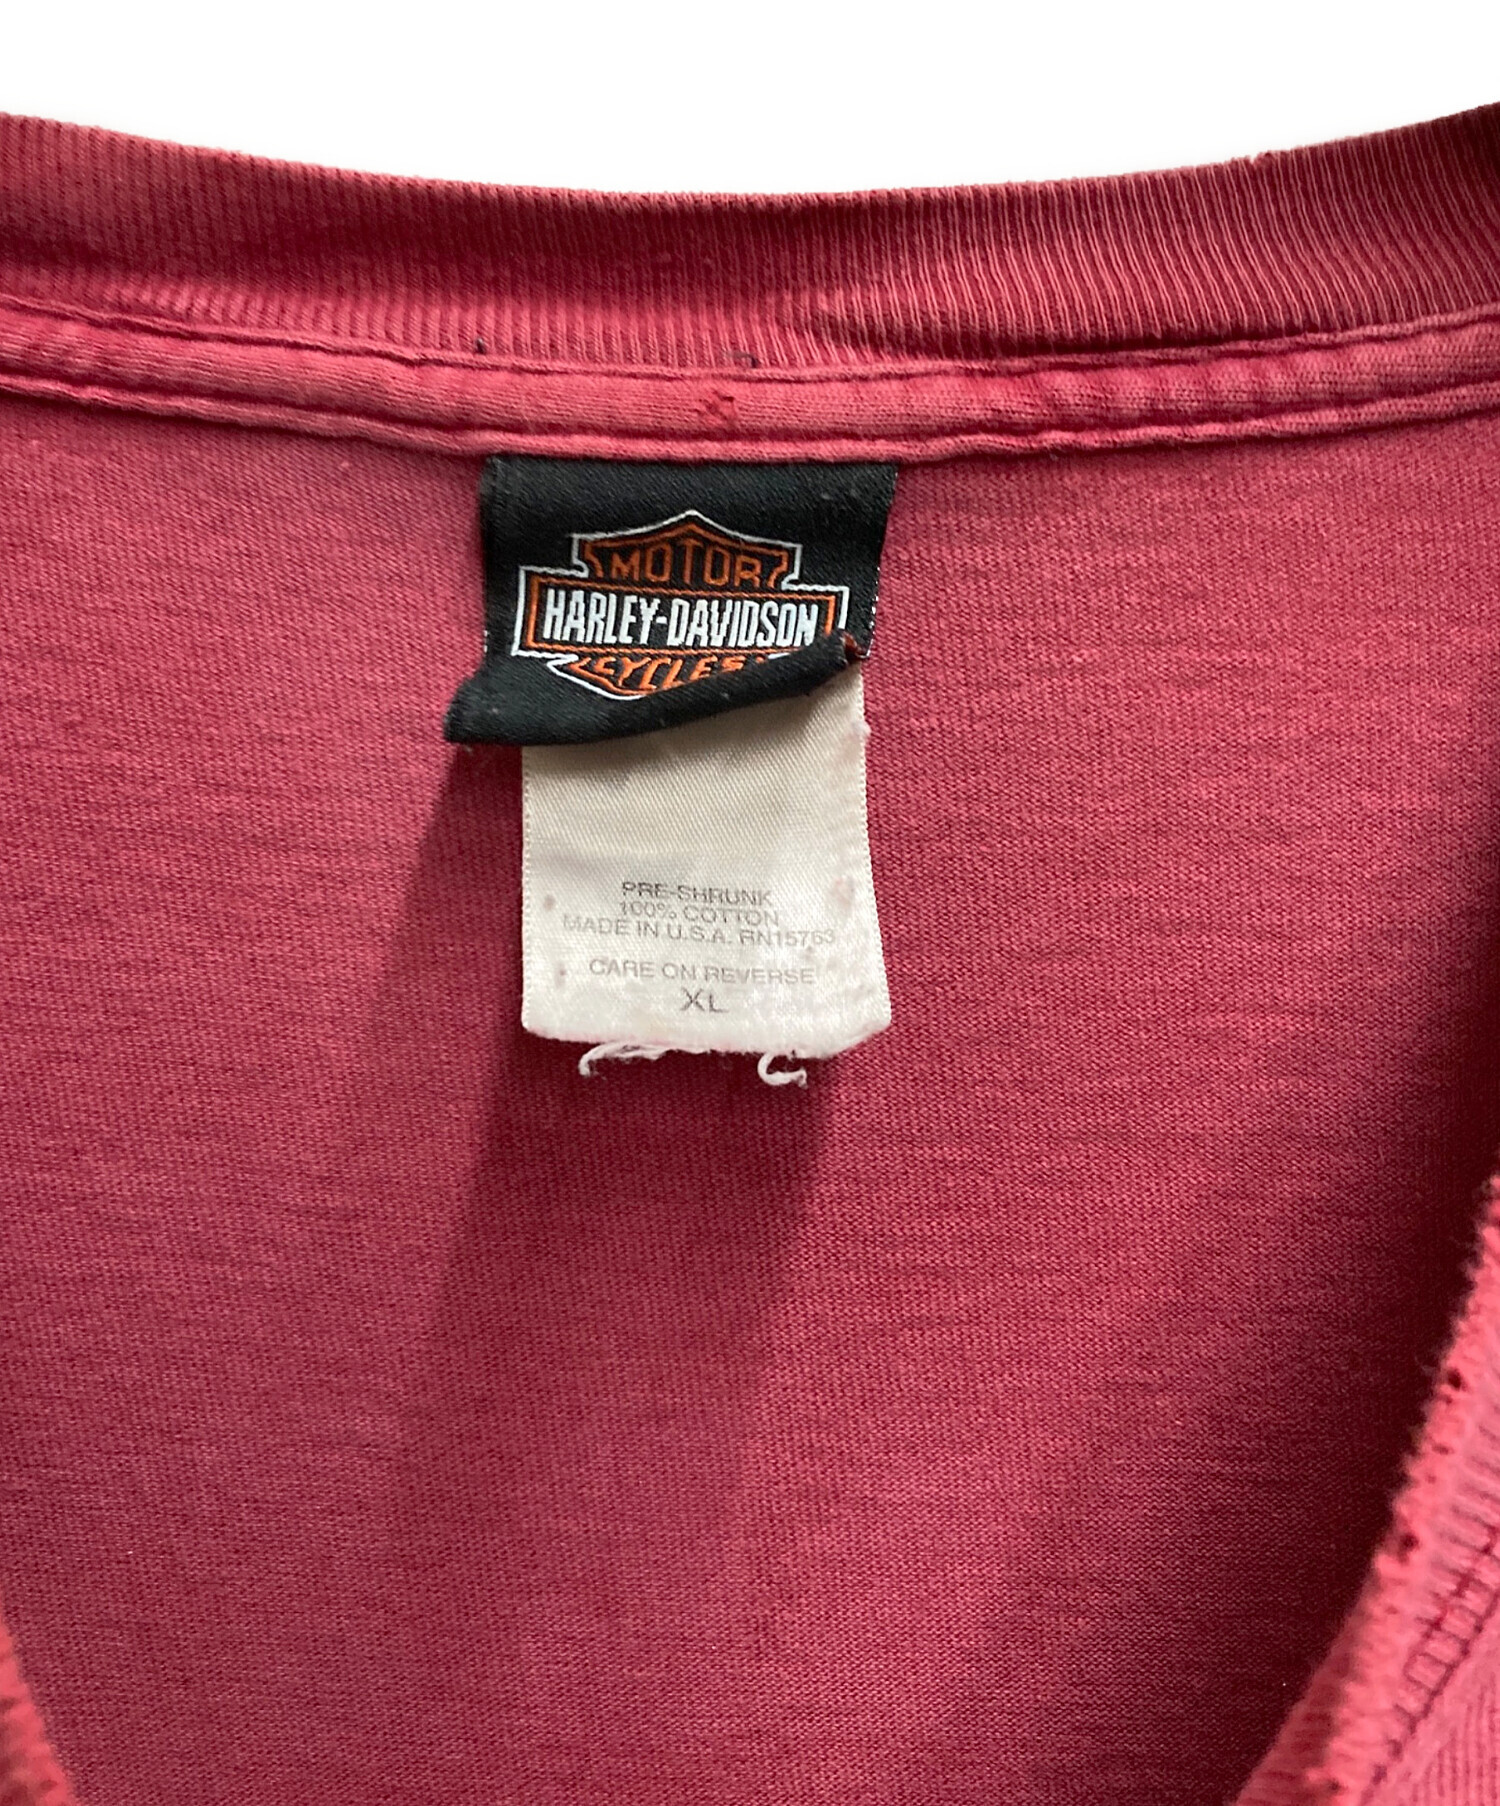 MOTOR
HARLEY-DAVIDSON
CYCLES
PRE-SHRUNK
100% COTTON
MADE IN U.S.A. RN15763
CARE ON REVERSE
XL